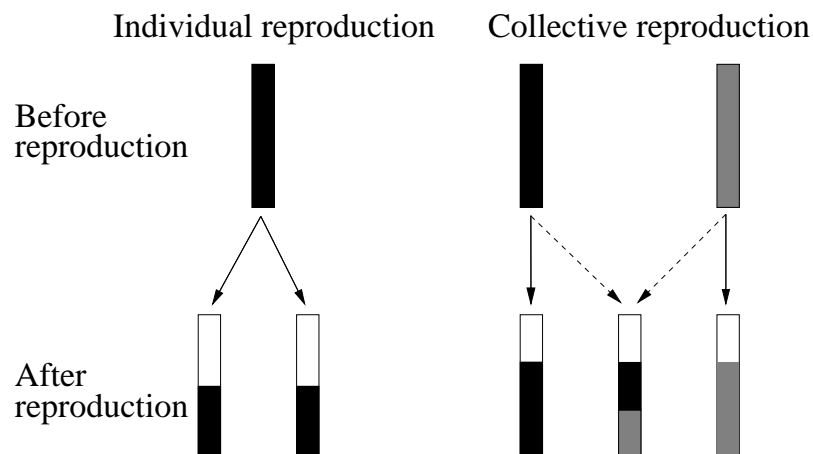 Individual reproduction
Collective reproduction
Before
reproduction
After
reproduction